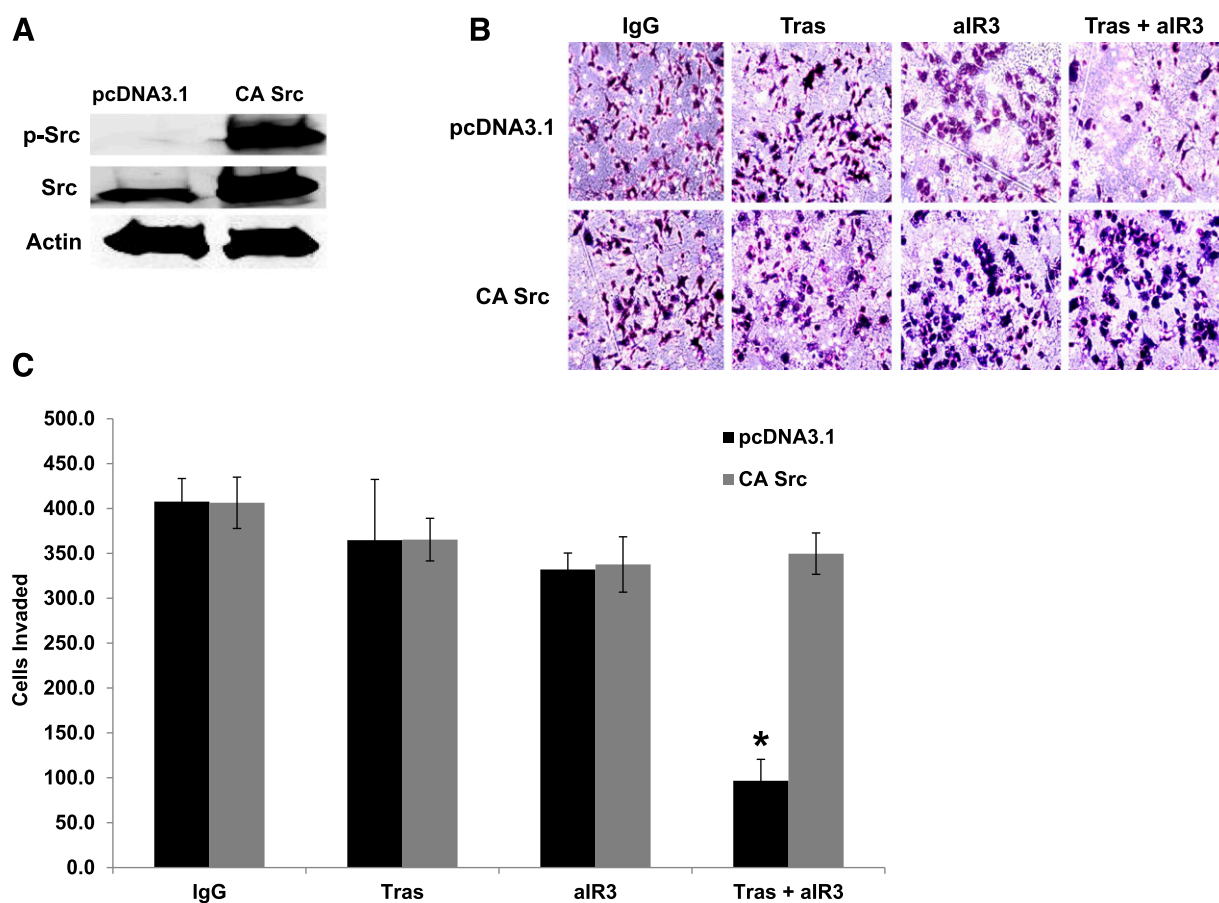 A
pcDNA3.1 CA Src
p-Src
Src
Actin
B
IgG Tras aIR3 Tras + aIR3
pcDNA3.1
CA Src
C
500.0
450.0
400.0
350.0
300.0
250.0
200.0
150.0
100.0
50.0
0.0
Cells Invaded
pcDNA3.1
CA Src
*
IgG Tras aIR3 Tras + aIR3